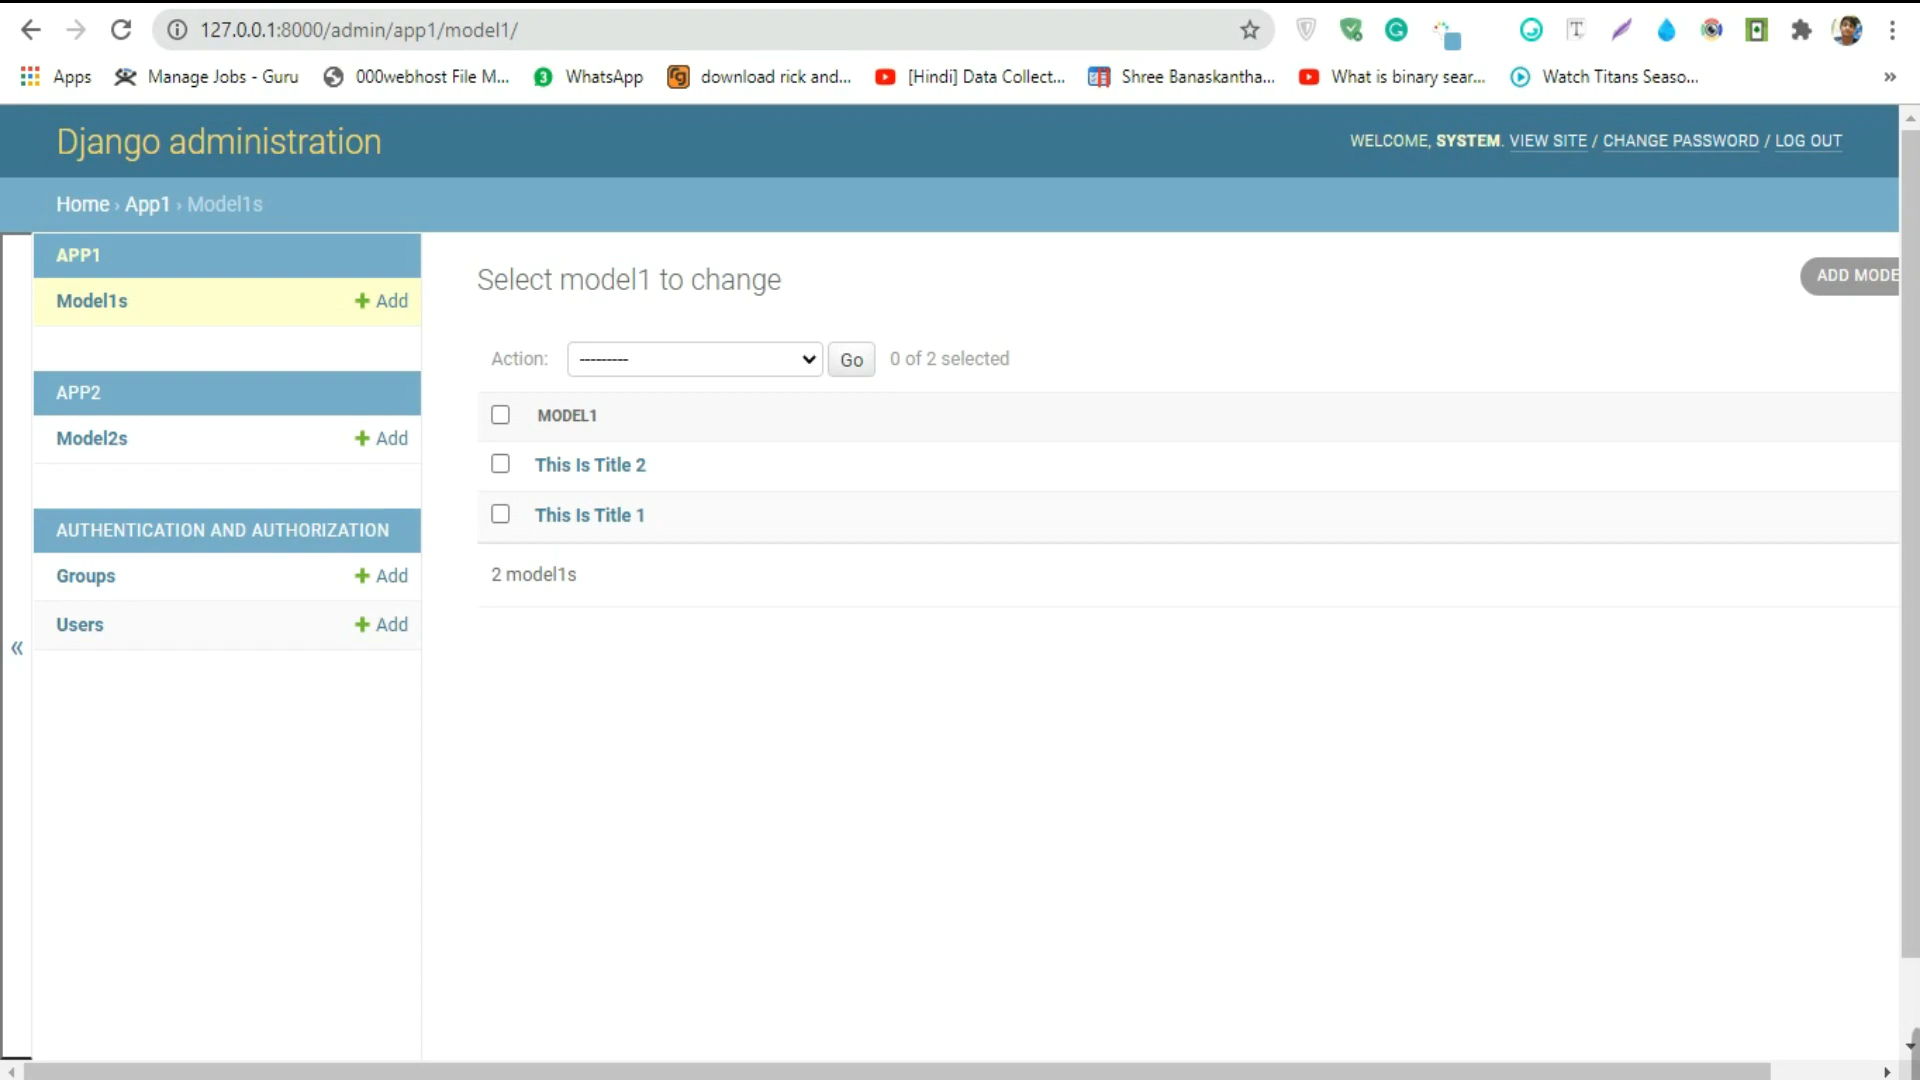 127.0.0.1:8000/admin/app1/model1/
Apps Manage Jobs - Guru 000webhost File M... 3 WhatsApp download rick and... [Hindi] Data Collect... Shree Banaskantha... What is binary sear... Watch Titans Seaso... »
Django administration
WELCOME, SYSTEM. VIEW SITE / CHANGE PASSWORD / LOG OUT
Home › App1 › Model1s
APP1
Model1s + Add
APP2
Model2s + Add
AUTHENTICATION AND AUTHORIZATION
Groups + Add
Users + Add
«
Select model1 to change
ADD MODE
Action: --------- Go 0 of 2 selected
MODEL1
This Is Title 2
This Is Title 1
2 model1s